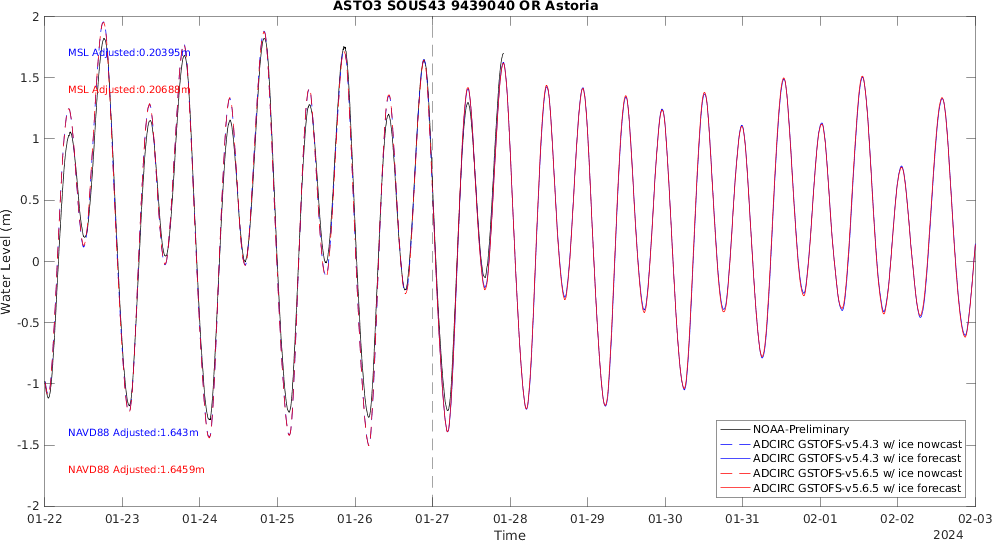 ASTO3 SOUS43 9439040 OR Astoria
Water Level (m)
2
1.5
1
0.5
0
-0.5
-1
-1.5
-2
MSL Adjusted:0.20395m
MSL Adjusted:0.20688m
NAVD88 Adjusted:1.643m
NAVD88 Adjusted:1.6459m
NOAA-Preliminary
ADCIRC GSTOFS-v5.4.3 w/ ice nowcast
ADCIRC GSTOFS-v5.4.3 w/ ice forecast
ADCIRC GSTOFS-v5.6.5 w/ ice nowcast
ADCIRC GSTOFS-v5.6.5 w/ ice forecast
01-22 01-23 01-24 01-25 01-26 01-27 01-28 01-29 01-30 01-31 02-01 02-02 02-03
Time
2024